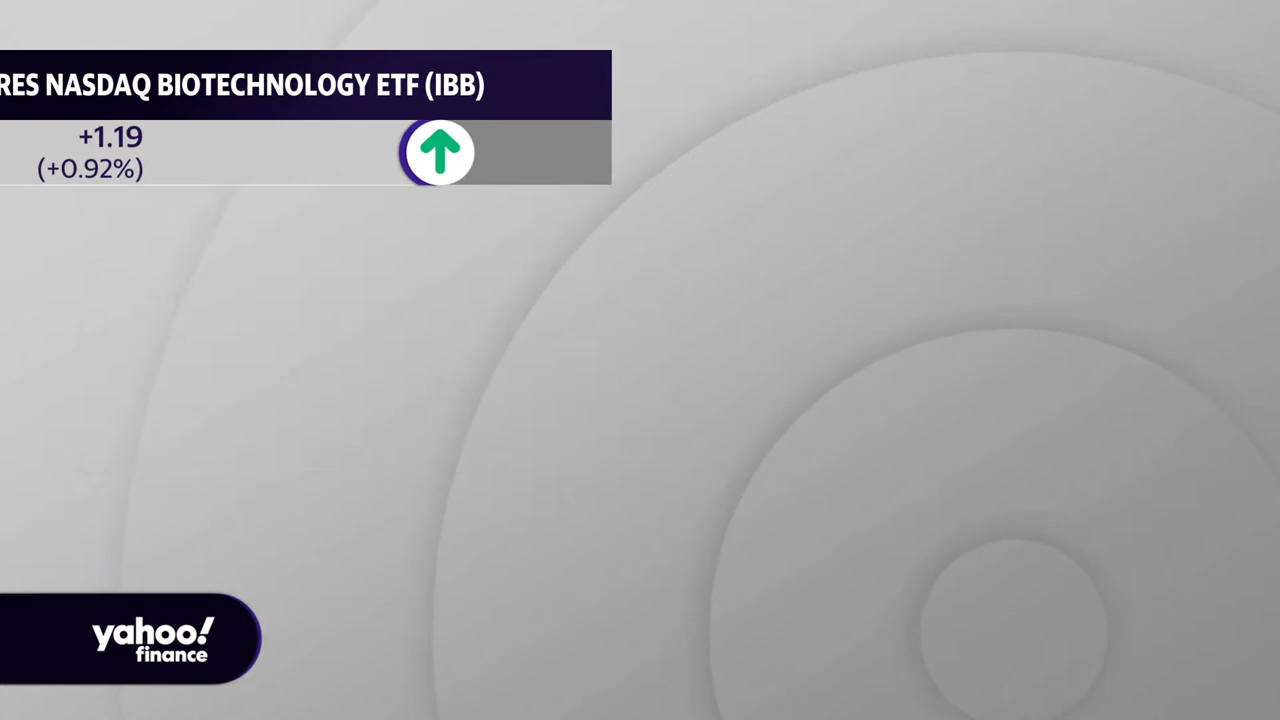 RES NASDAQ BIOTECHNOLOGY ETF (IBB)
+1.19
(+0.92%)
yahoo!
finance